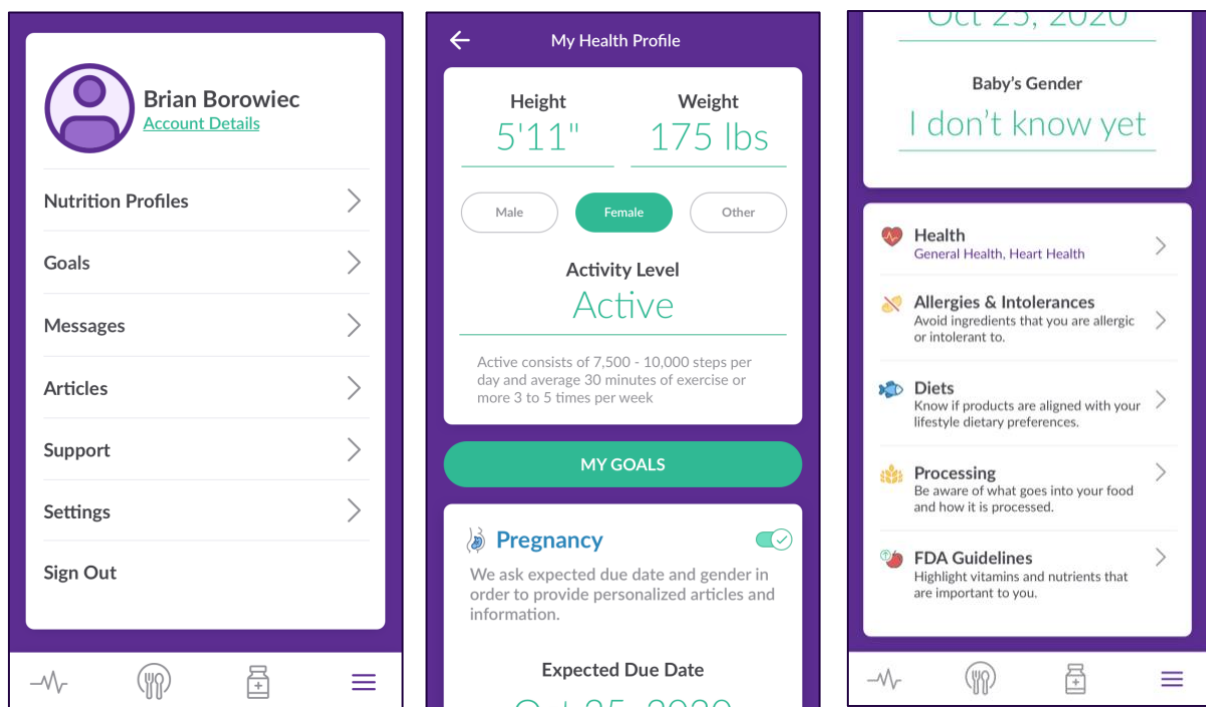 Brian Borowiec
Account Details
Nutrition Profiles
Goals
Messages
Articles
Support
Settings
Sign Out
My Health Profile
Height
Weight
5'11"
175 lbs
Male
Female
Other
Activity Level
Active
Active consists of 7,500 - 10,000 steps per
day and average 30 minutes of exercise or
more 3 to 5 times per week
MY GOALS
Pregnancy
We ask expected due date and gender in
order to provide personalized articles and
information.
Expected Due Date
Oct 25, 2020
Oct 25, 2020
Baby's Gender
I don't know yet
Health
General Health, Heart Health
Allergies & Intolerances
Avoid ingredients that you are allergic
or intolerant to.
Diets
Know if products are aligned with your
lifestyle dietary preferences.
Processing
Be aware of what goes into your food
and how it is processed.
FDA Guidelines
Highlight vitamins and nutrients that
are important to you.